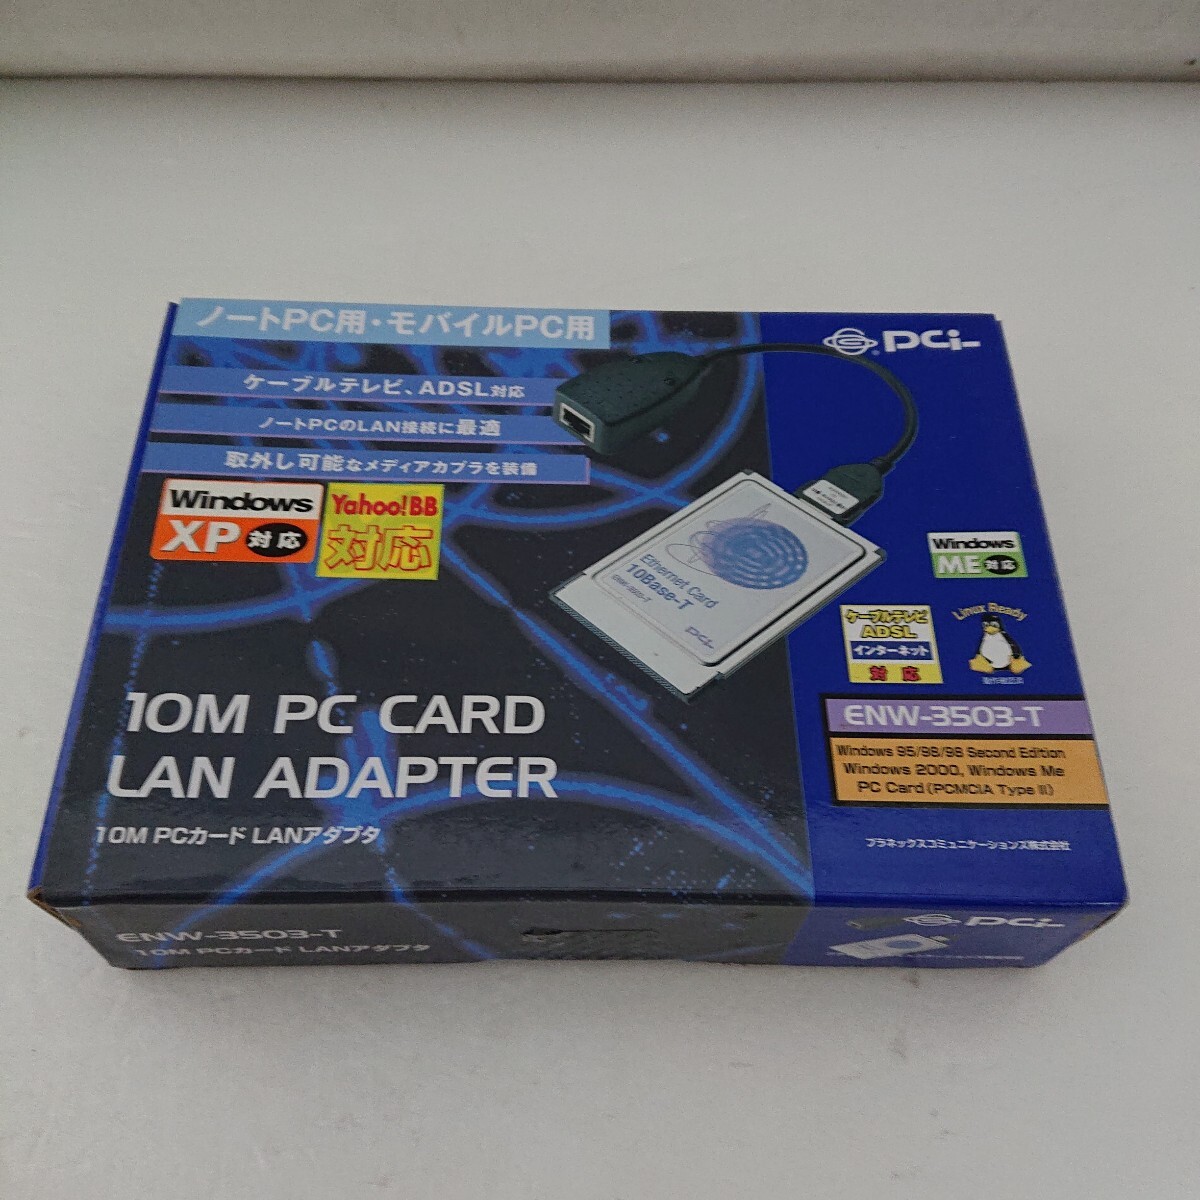 ノートPC用・モバイルPC用
PCi
ケーブルテレビ、ADSL対応
ノートPCのLAN接続に最適
取外し可能なメディアカプラを装備
Windows
XP 対応
Yahoo!BB
対応
Ethernet Card
10Base-T
ENW-3503-T
PCi
Windows
ME 対応
ケーブルテレビ
ADSL
インターネット
対応
Linux Ready
10M PC CARD
LAN ADAPTER
10M PCカード LANアダプタ
ENW-3503-T
Windows 95/98/98 Second Edition
Windows 2000, Windows Me
PC Card (PCMCIA Type II)
プラネックスコミュニケーションズ株式会社
ENW-3503-T
10M PCカード LANアダプタ
PCi